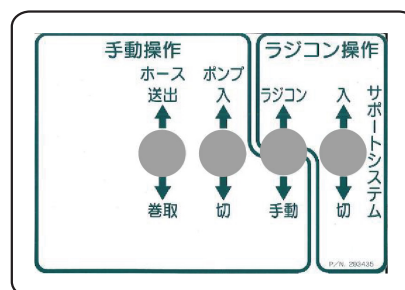 手動操作
ラジコン操作
ホース
ポンプ
送出
入
ラジコン
入
サポートシステム
巻取
切
手動
切
P/N. 293435